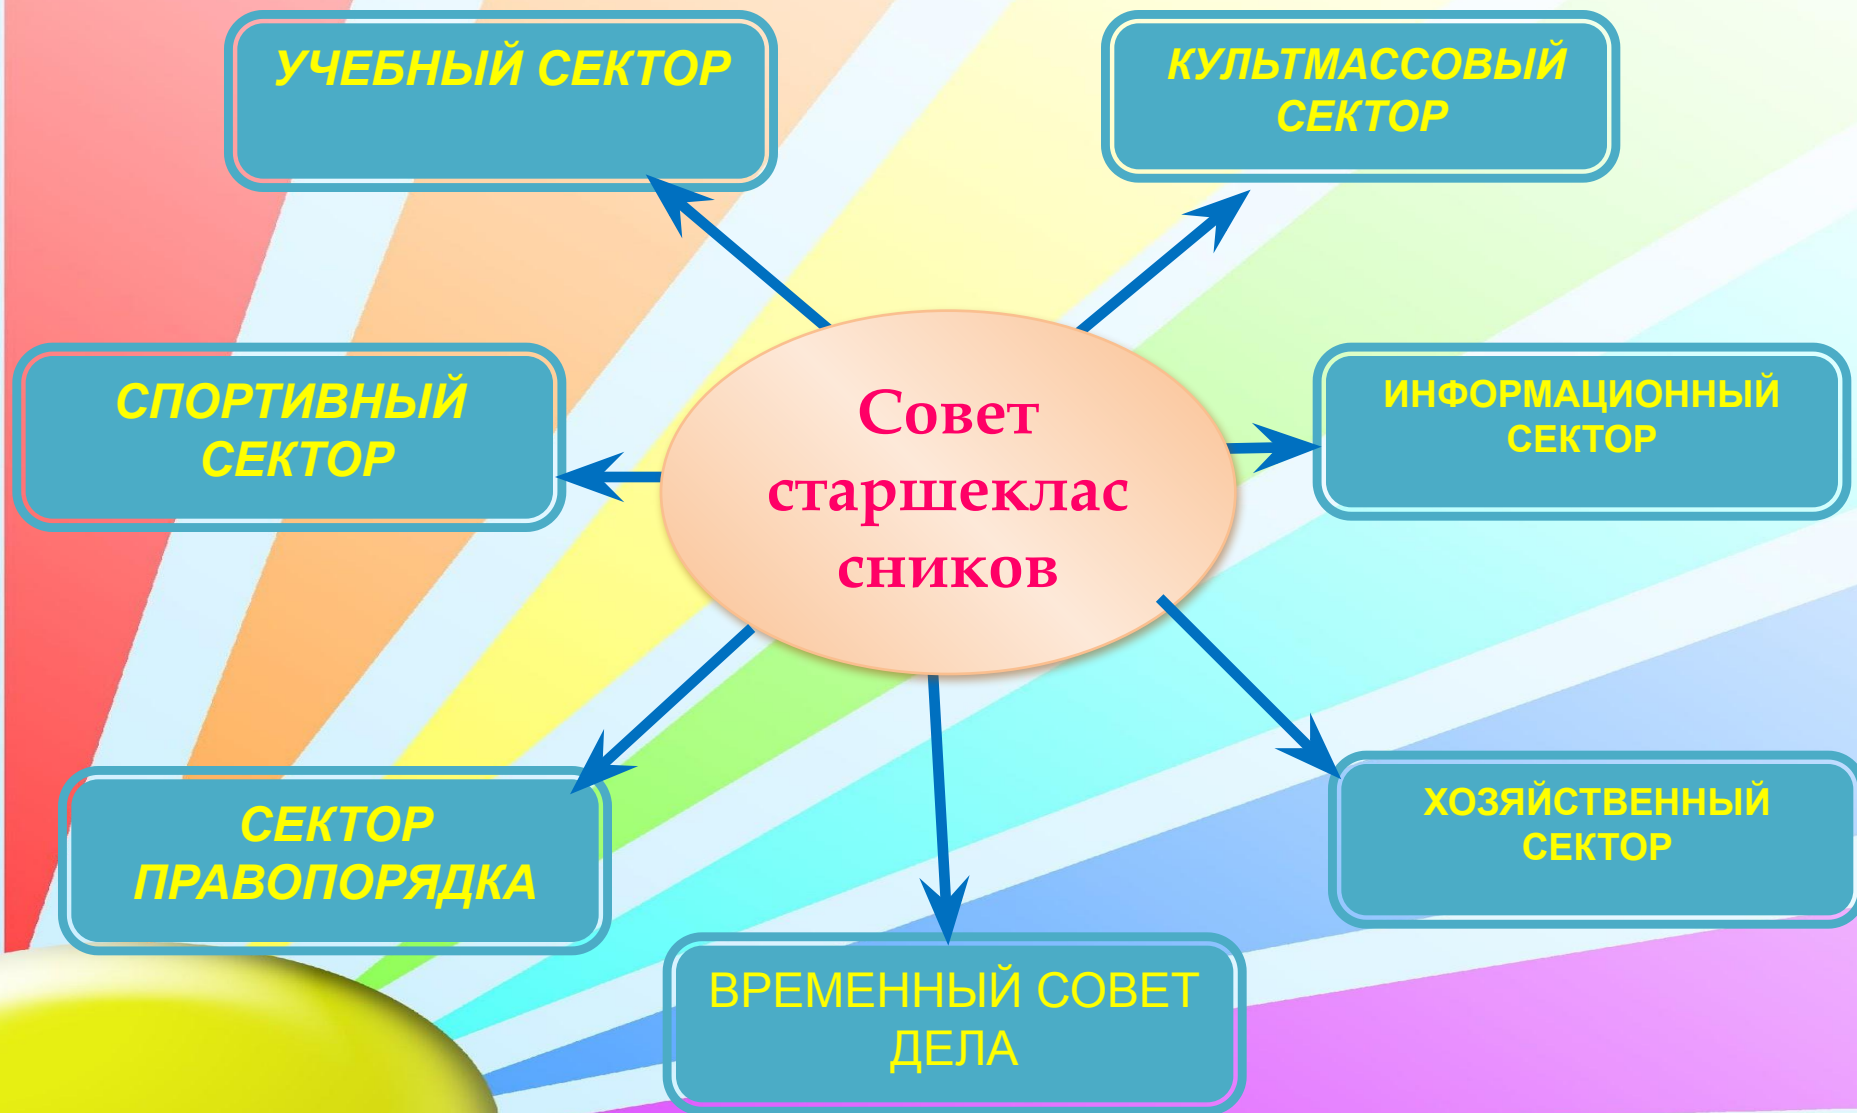 УЧЕБНЫЙ СЕКТОР
КУЛЬТМАССОВЫЙ
СЕКТОР
СПОРТИВНЫЙ
СЕКТОР
Совет
старшеклас
сников
ИНФОРМАЦИОННЫЙ
СЕКТОР
СЕКТОР
ПРАВОПОРЯДКА
ВРЕМЕННЫЙ СОВЕТ
ДЕЛА
ХОЗЯЙСТВЕННЫЙ
СЕКТОР